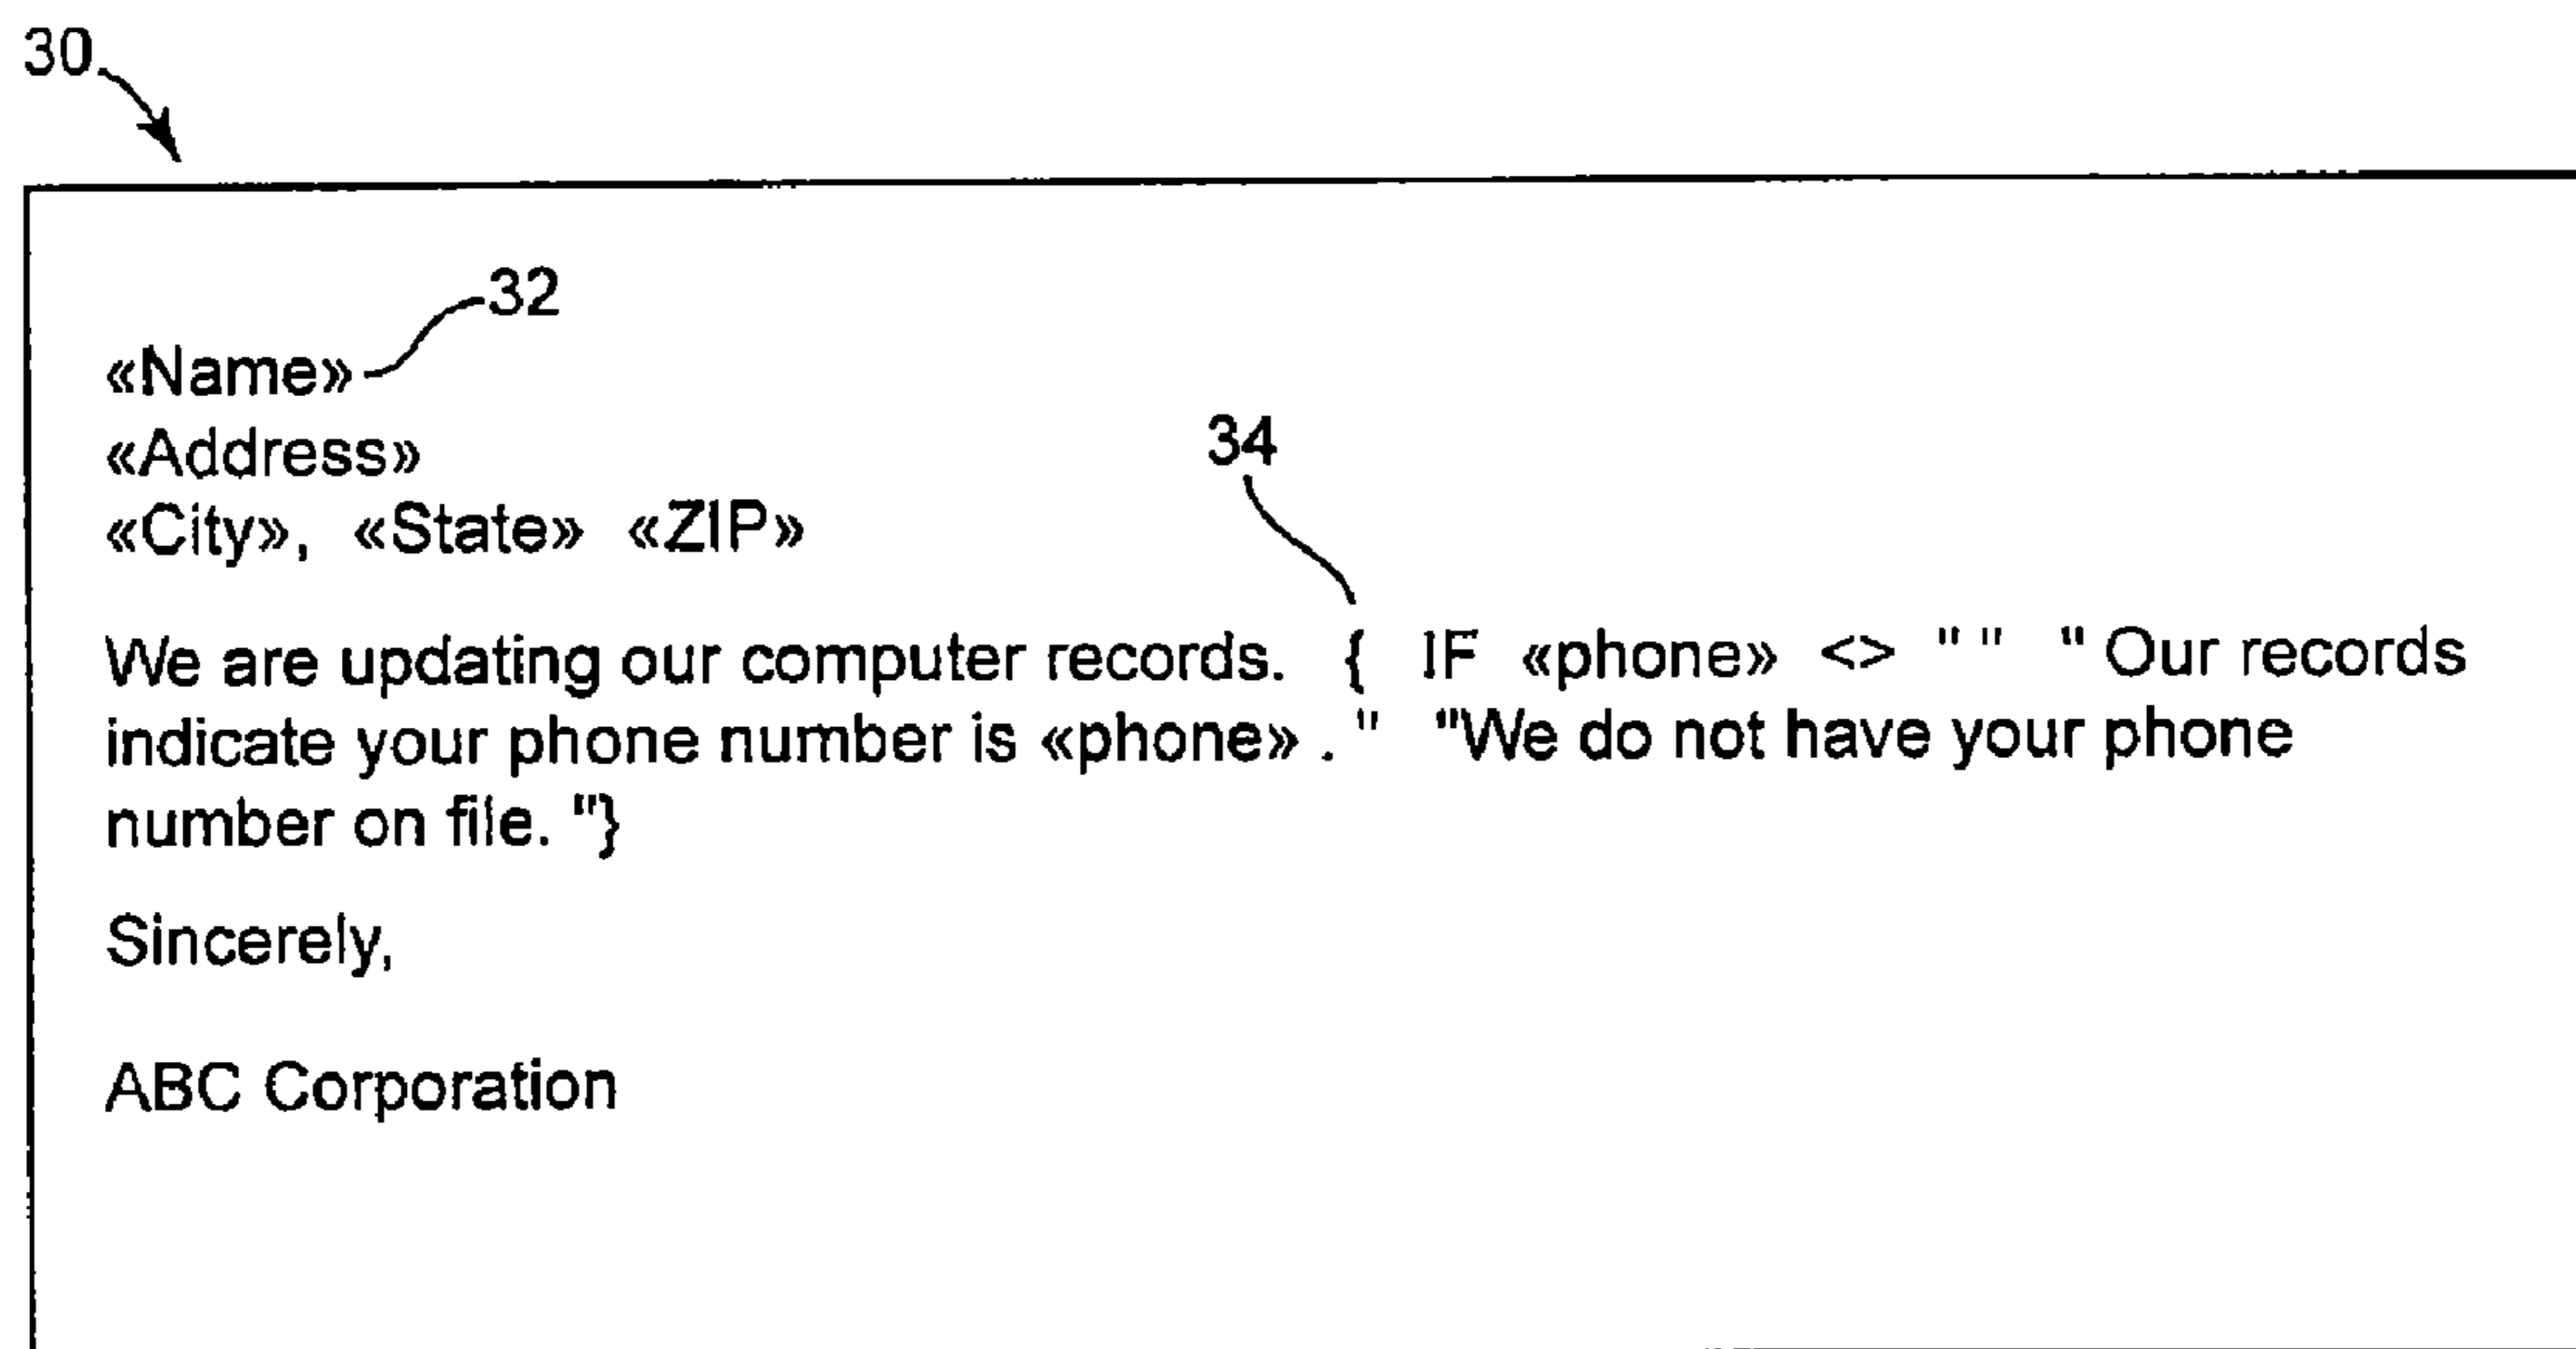 30
32
«Name»
«Address»
34
«City», «State» «ZIP»
We are updating our computer records. { IF «phone» <> " " " Our records
indicate your phone number is «phone» . " "We do not have your phone
number on file. "}
Sincerely,
ABC Corporation